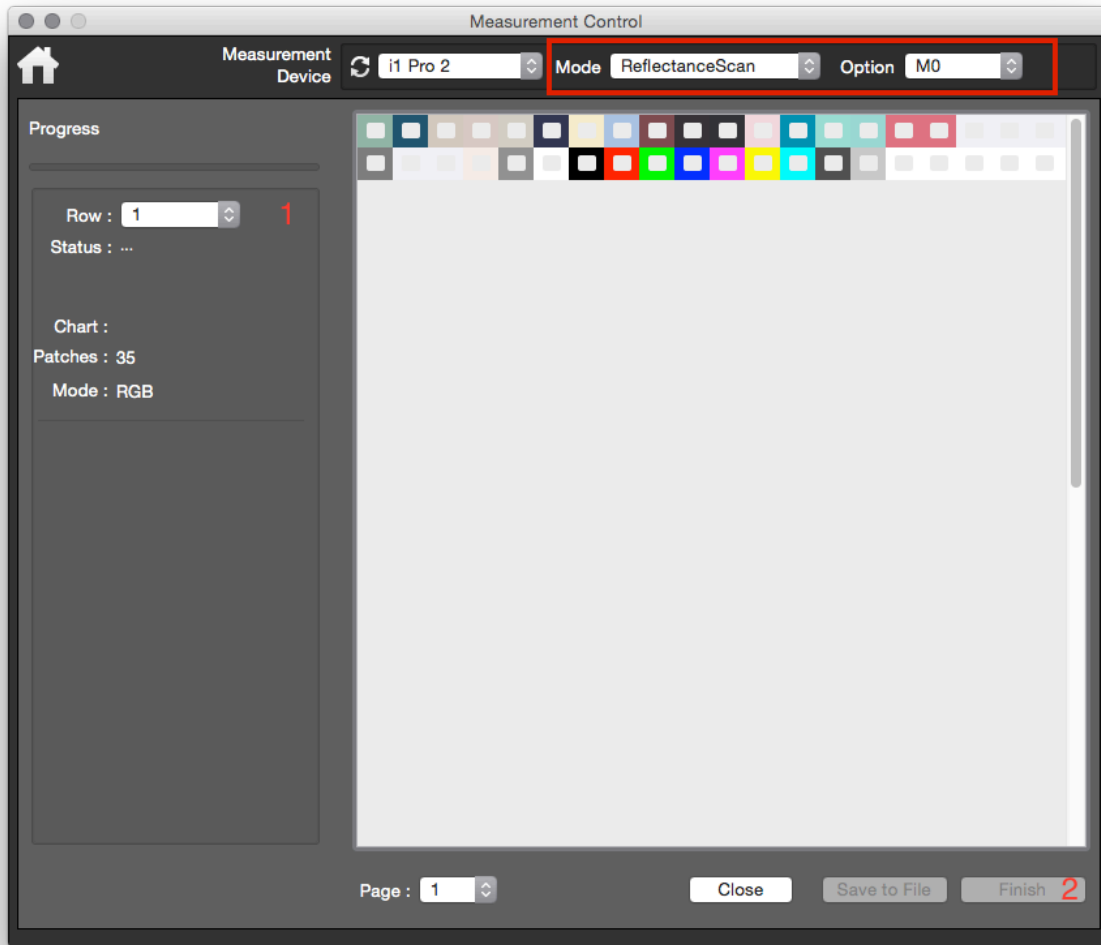 Measurement Control
Measurement
Device
i1 Pro 2
Mode
ReflectanceScan
Option
M0
Progress
Row : 1 1
Status : ...
Chart :
Patches : 35
Mode : RGB
Page : 1
Close
Save to File
Finish 2